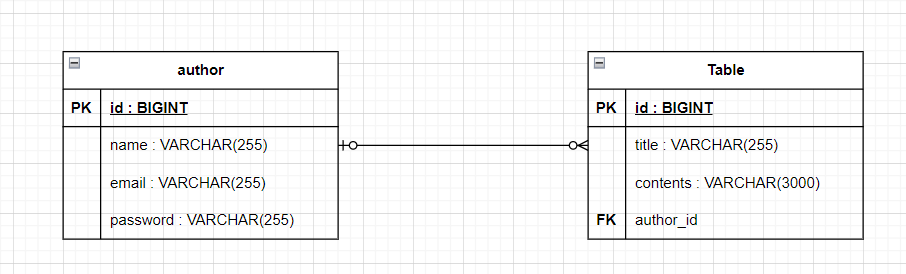 author
PK id : BIGINT
name : VARCHAR(255)
email : VARCHAR(255)
password : VARCHAR(255)
Table
PK id : BIGINT
title : VARCHAR(255)
contents : VARCHAR(3000)
FK author_id